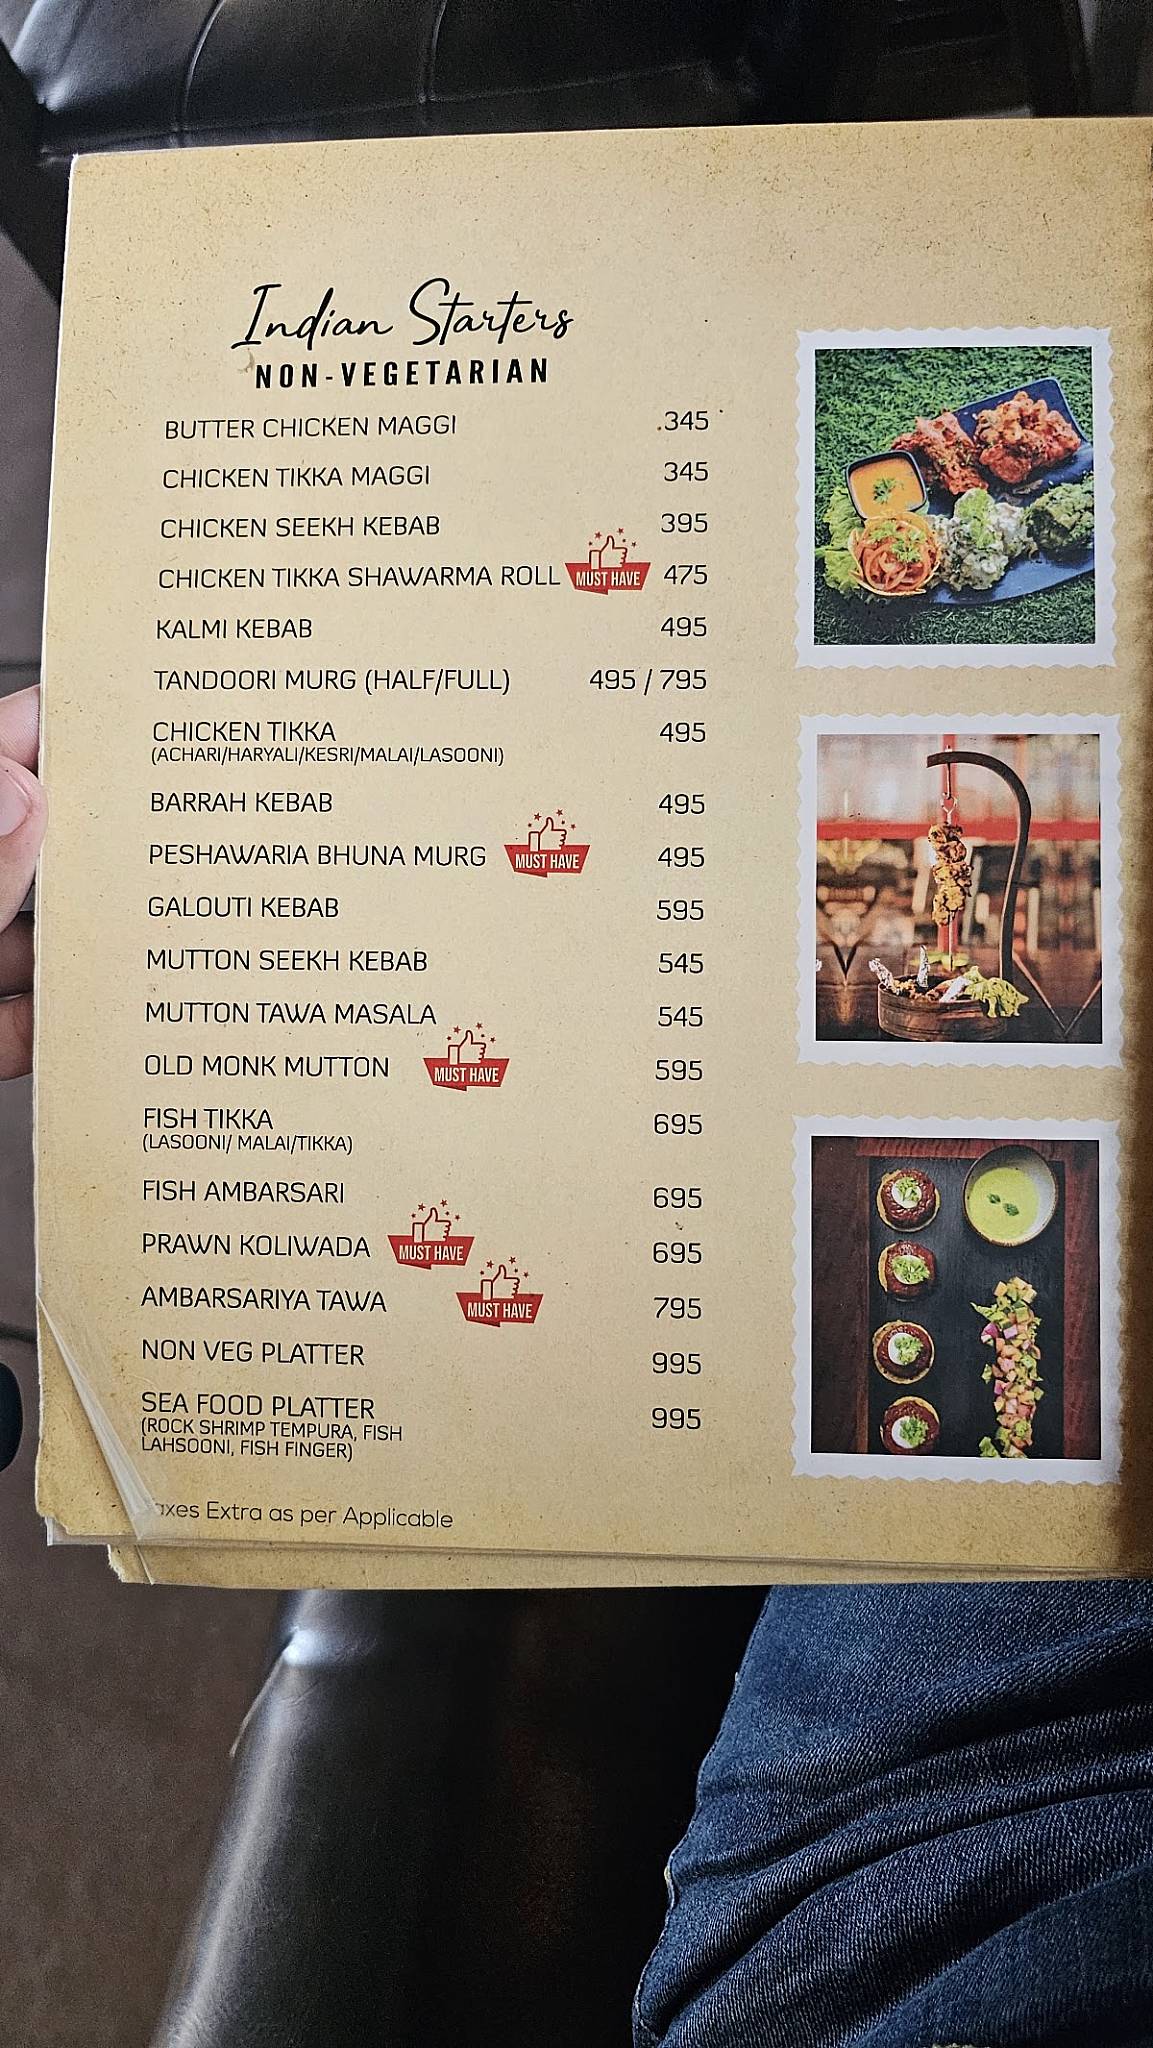 Indian Starters
NON-VEGETARIAN
BUTTER CHICKEN MAGGI .345
CHICKEN TIKKA MAGGI 345
CHICKEN SEEKH KEBAB 395
CHICKEN TIKKA SHAWARMA ROLL MUST HAVE 475
KALMI KEBAB 495
TANDOORI MURG (HALF/FULL) 495 / 795
CHICKEN TIKKA 495
(ACHARI/HARYALI/KESRI/MALAI/LASOONI)
BARRAH KEBAB 495
PESHAWARIA BHUNA MURG MUST HAVE 495
GALOUTI KEBAB 595
MUTTON SEEKH KEBAB 545
MUTTON TAWA MASALA 545
OLD MONK MUTTON MUST HAVE 595
FISH TIKKA 695
(LASOONI/ MALAI/TIKKA)
FISH AMBARSARI 695
PRAWN KOLIWADA MUST HAVE 695
AMBARSARIYA TAWA MUST HAVE 795
NON VEG PLATTER 995
SEA FOOD PLATTER 995
(ROCK SHRIMP TEMPURA, FISH
LAHSOONI, FISH FINGER)
axes Extra as per Applicable